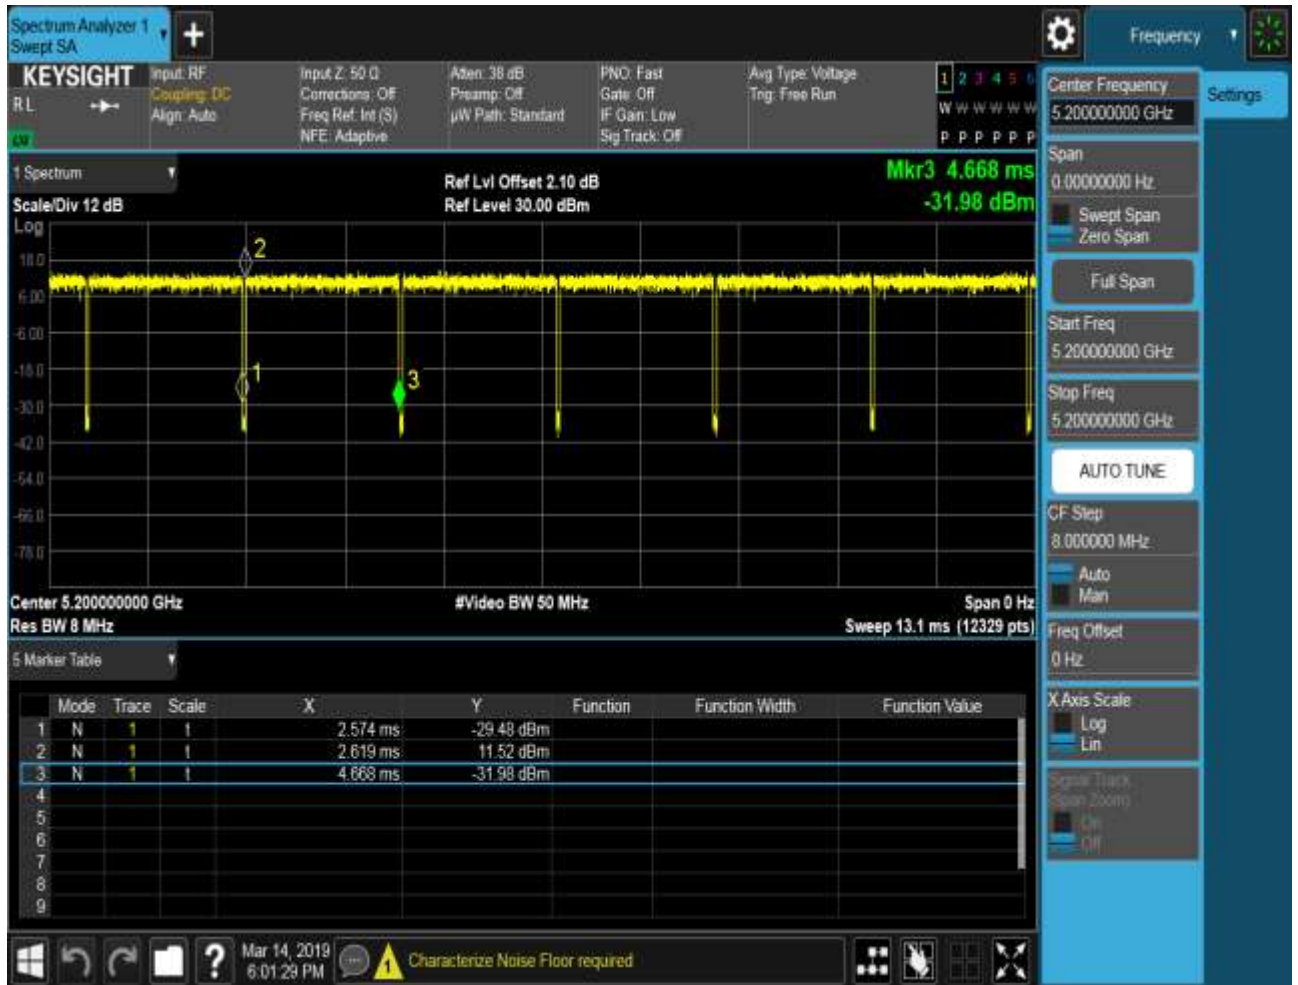 Spectrum Analyzer 1
Swept SA
Frequency
KEYSIGHT
RL
Input: RF
Coupling: DC
Align: Auto
Input Z: 50 Ω
Corrections: Off
Freq Ref: Int (S)
NFE: Adaptive
Atten: 38 dB
Preamp: Off
µW Path: Standard
PNO: Fast
Gate: Off
IF Gain: Low
Sig Track: Off
Avg Type: Voltage
Trig: Free Run
1 2 3 4 5 6
W W W W W W
P P P P P P
Center Frequency
5.200000000 GHz
Settings
Span
0.00000000 Hz
Swept Span
Zero Span
Full Span
Start Freq
5.200000000 GHz
Stop Freq
5.200000000 GHz
AUTO TUNE
CF Step
8.000000 MHz
Auto
Man
Freq Offset
0 Hz
X Axis Scale
Log
Lin
Signal Track
(Span Zoom)
On
Off
1 Spectrum
Scale/Div 12 dB
Ref Lvl Offset 2.10 dB
Ref Level 30.00 dBm
Mkr3 4.668 ms
-31.98 dBm
Log
18.0
6.00
-6.00
-18.0
-30.0
-42.0
-54.0
-66.0
-78.0
2
1
3
Center 5.200000000 GHz
#Video BW 50 MHz
Span 0 Hz
Res BW 8 MHz
Sweep 13.1 ms (12329 pts)
5 Marker Table
Mode Trace Scale X Y Function Function Width Function Value
1 N 1 t 2.574 ms -29.48 dBm
2 N 1 t 2.619 ms 11.52 dBm
3 N 1 t 4.668 ms -31.98 dBm
4
5
6
7
8
9
?
Mar 14, 2019
6:01:29 PM
1
Characterize Noise Floor required